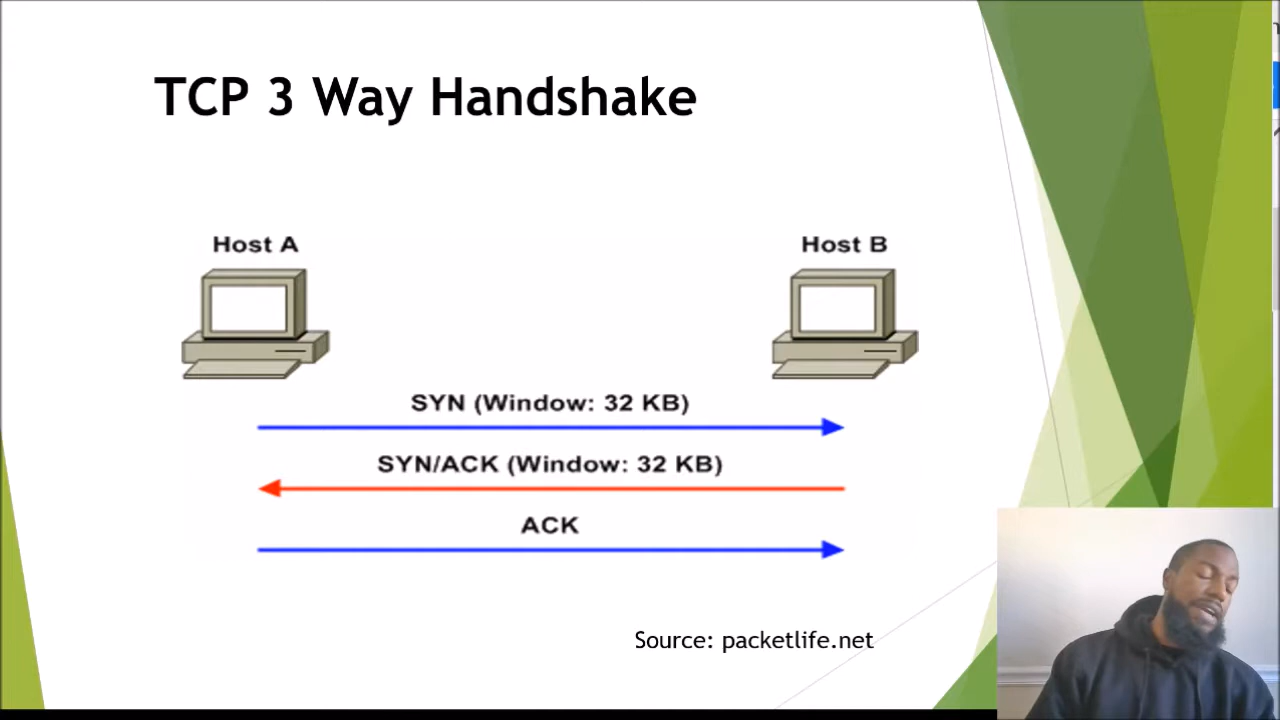 TCP 3 Way Handshake
Host A Host B
SYN (Window: 32 KB)
SYN/ACK (Window: 32 KB)
ACK
Source: packetlife.net